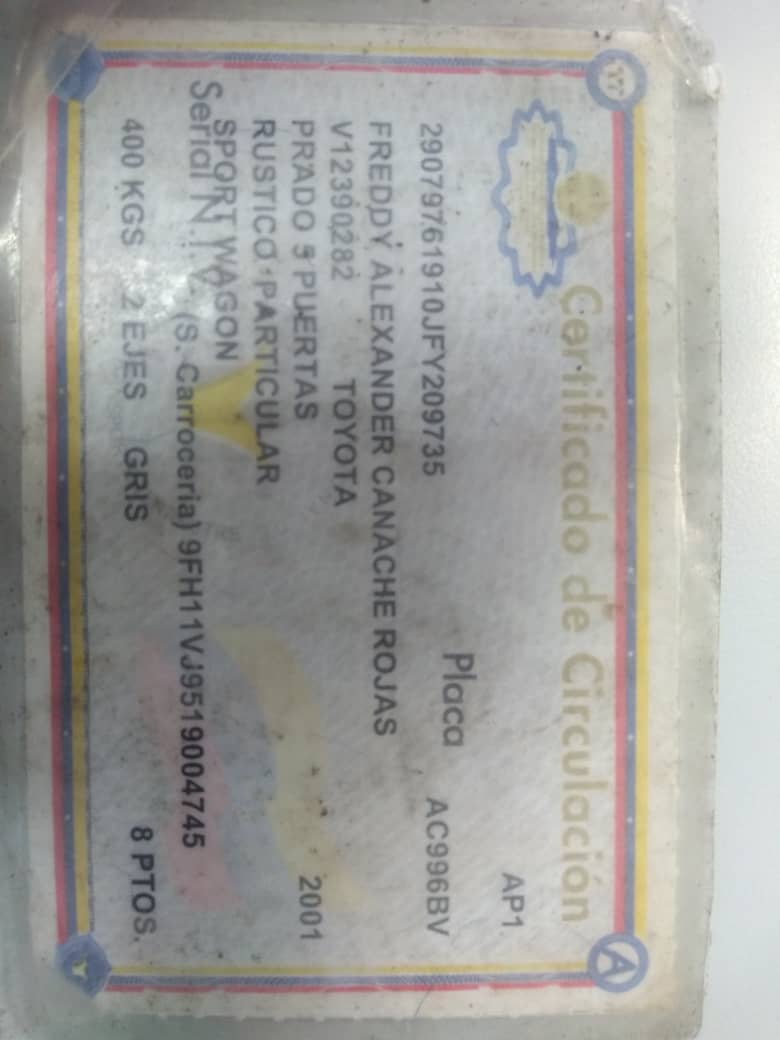 Certificado de Circulación
AP1
Placa AC996BV
29079761910JFY209735
FREDDY ALEXANDER CANACHE ROJAS
V12390282 TOYOTA
PRADO 5 PUERTAS 2001
RUSTICO PARTICULAR
SPORT WAGON
Serial N.I.V. (S. Carroceria) 9FH11VJ9519004745
400 KGS 2 EJES GRIS 8 PTOS.